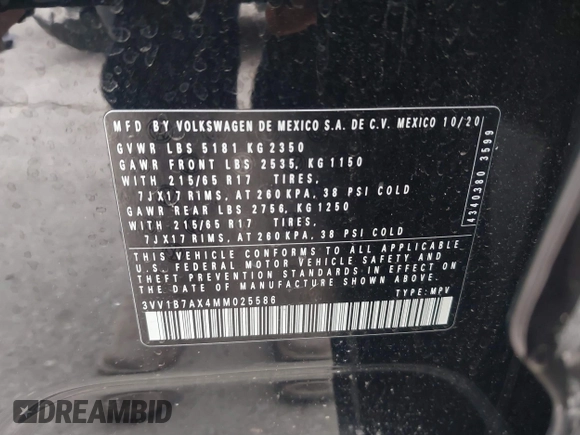 MFD BY VOLKSWAGEN DE MEXICO S.A. DE C.V. MEXICO 10/20
GVWR LBS 5181 KG 2350
GAWR FRONT LBS 2535, KG 1150
WITH 215/65 R17 TIRES,
7JX17 RIMS, AT 260 KPA, 38 PSI COLD
GAWR REAR LBS 2756, KG 1250
WITH 215/65 R17 TIRES,
7JX17 RIMS, AT 260 KPA, 38 PSI COLD
THIS VEHICLE CONFORMS TO ALL APPLICABLE
U.S. FEDERAL MOTOR VEHICLE SAFETY AND
THEFT PREVENTION STANDARDS IN EFFECT ON
THE DATE OF MANUFACTURE SHOWN ABOVE.
3VV1B7AX4MM025586 TYPE: MPV
4340380 3599
DREAMBID